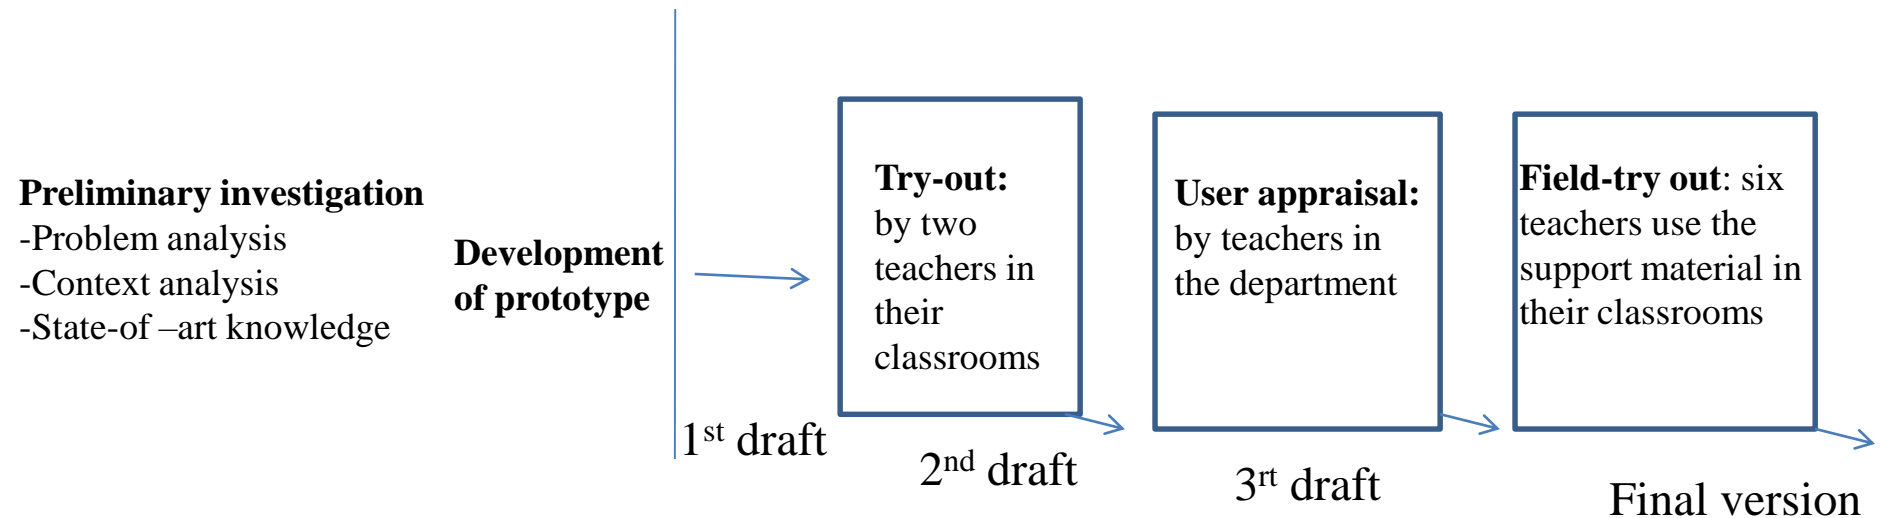 Preliminary investigation
-Problem analysis
-Context analysis
-State-of –art knowledge
Development
of prototype
1st draft
Try-out:
by two
teachers in
their
classrooms
2nd draft
User appraisal:
by teachers in
the department
3rt draft
Field-try out: six
teachers use the
support material in
their classrooms
Final version